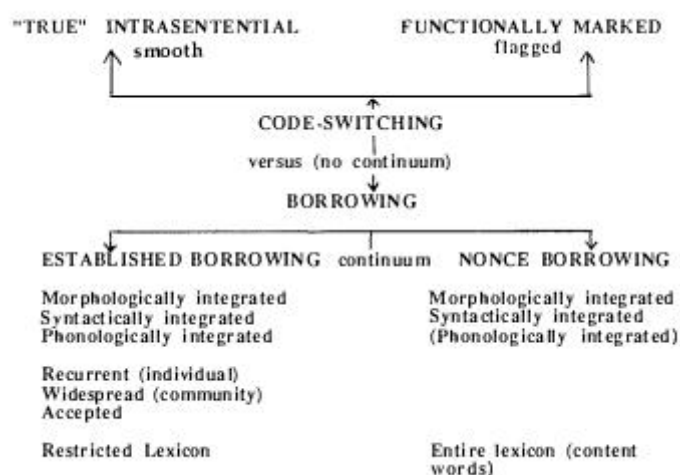 "TRUE" INTRASENTENTIAL FUNCTIONALLY MARKED
smooth flagged
CODE-SWITCHING
versus (no continuum)
BORROWING
ESTABLISHED BORROWING continuum NONCE BORROWING
Morphologically integrated Morphologically integrated
Syntactically integrated Syntactically integrated
Phonologically integrated (Phonologically integrated)
Recurrent (individual)
Widespread (community)
Accepted
Restricted Lexicon Entire lexicon (content
words)